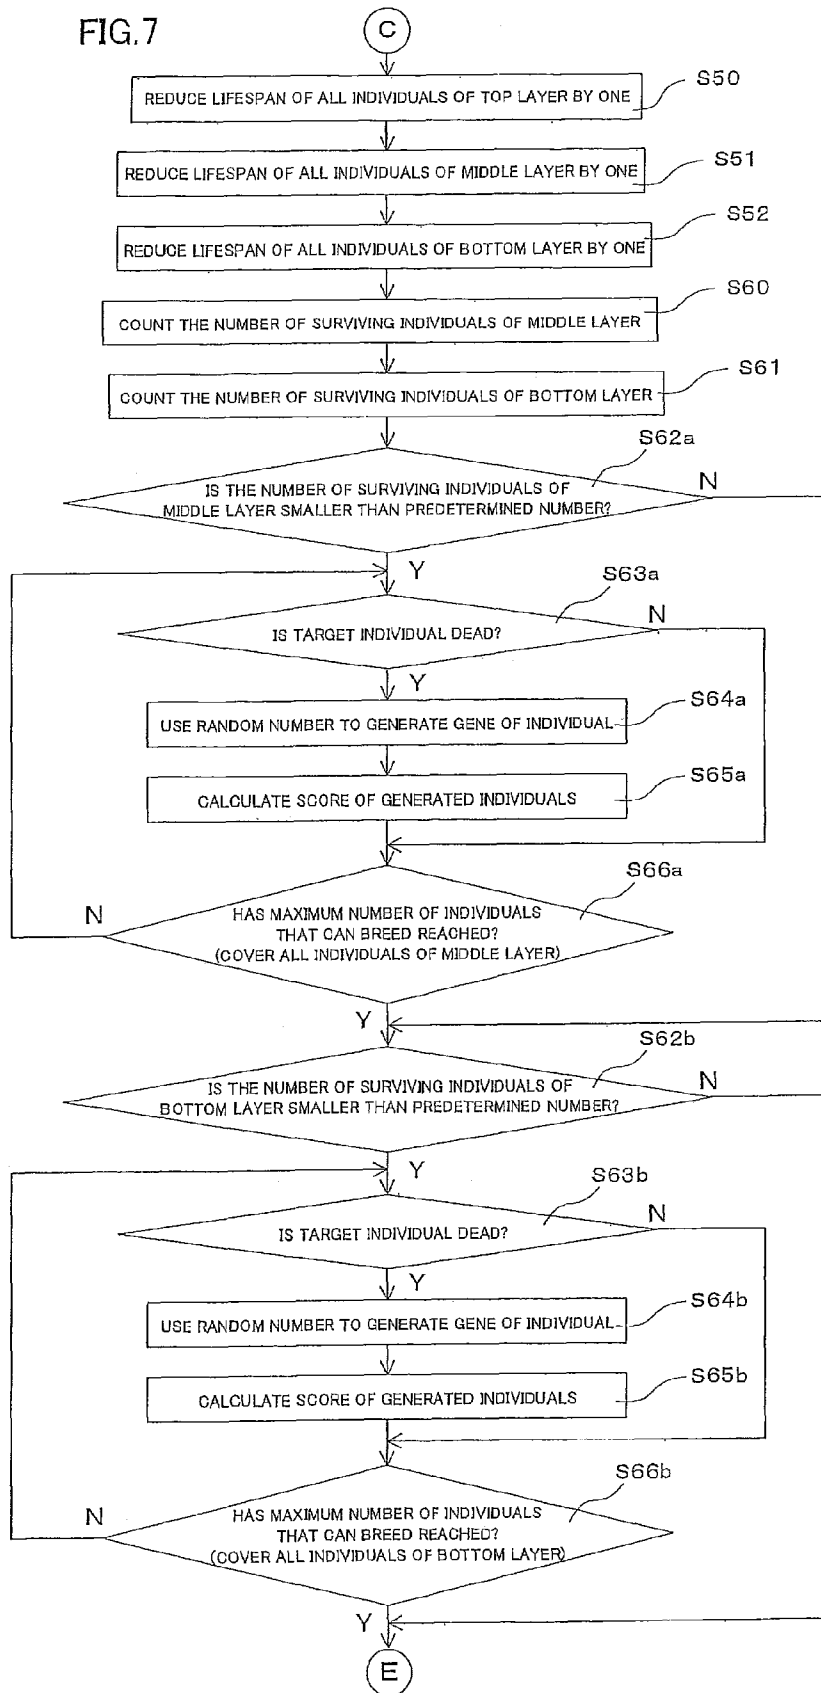 FIG.7
C
S50
REDUCE LIFESPAN OF ALL INDIVIDUALS OF TOP LAYER BY ONE
S51
REDUCE LIFESPAN OF ALL INDIVIDUALS OF MIDDLE LAYER BY ONE
S52
REDUCE LIFESPAN OF ALL INDIVIDUALS OF BOTTOM LAYER BY ONE
S60
COUNT THE NUMBER OF SURVIVING INDIVIDUALS OF MIDDLE LAYER
S61
COUNT THE NUMBER OF SURVIVING INDIVIDUALS OF BOTTOM LAYER
S62a
N
IS THE NUMBER OF SURVIVING INDIVIDUALS OF
MIDDLE LAYER SMALLER THAN PREDETERMINED NUMBER?
Y
S63a
N
IS TARGET INDIVIDUAL DEAD?
Y
S64a
USE RANDOM NUMBER TO GENERATE GENE OF INDIVIDUAL
S65a
CALCULATE SCORE OF GENERATED INDIVIDUALS
S66a
N
HAS MAXIMUM NUMBER OF INDIVIDUALS
THAT CAN BREED REACHED?
(COVER ALL INDIVIDUALS OF MIDDLE LAYER)
Y
S62b
N
IS THE NUMBER OF SURVIVING INDIVIDUALS OF
BOTTOM LAYER SMALLER THAN PREDETERMINED NUMBER?
Y
S63b
N
IS TARGET INDIVIDUAL DEAD?
Y
S64b
USE RANDOM NUMBER TO GENERATE GENE OF INDIVIDUAL
S65b
CALCULATE SCORE OF GENERATED INDIVIDUALS
S66b
N
HAS MAXIMUM NUMBER OF INDIVIDUALS
THAT CAN BREED REACHED?
(COVER ALL INDIVIDUALS OF BOTTOM LAYER)
Y
E